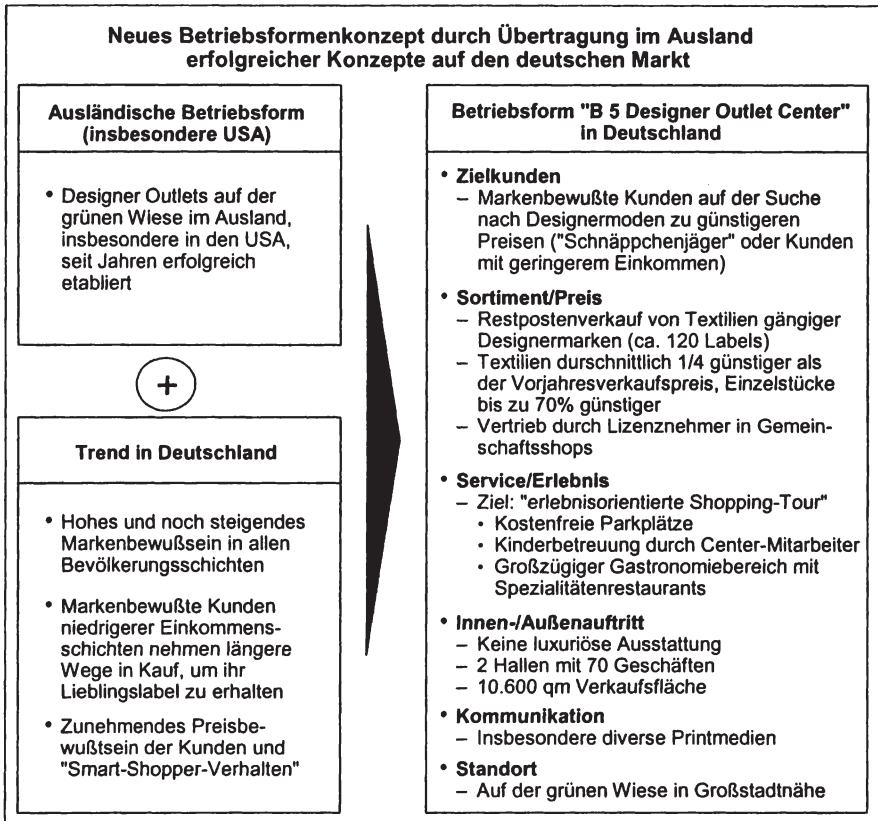 Neues Betriebsformenkonzept durch Übertragung im Ausland
erfolgreicher Konzepte auf den deutschen Markt
Ausländische Betriebsform
(insbesondere USA)
• Designer Outlets auf der
grünen Wiese im Ausland,
insbesondere in den USA,
seit Jahren erfolgreich
etabliert
+
Trend in Deutschland
• Hohes und noch steigendes
Markenbewußsein in allen
Bevölkerungsschichten
• Markenbewußte Kunden
niedrigerer Einkommens-
schichten nehmen längere
Wege in Kauf, um ihr
Lieblingslabel zu erhalten
• Zunehmendes Preisbe-
wußtsein der Kunden und
"Smart-Shopper-Verhalten"
Betriebsform "B 5 Designer Outlet Center"
in Deutschland
• Zielkunden
– Markenbewußte Kunden auf der Suche
nach Designermoden zu günstigeren
Preisen ("Schnäppchenjäger" oder Kunden
mit geringerem Einkommen)
• Sortiment/Preis
– Restpostenverkauf von Textilien gängiger
Designermarken (ca. 120 Labels)
– Textilien durschnittlich 1/4 günstiger als
der Vorjahresverkaufspreis, Einzelstücke
bis zu 70% günstiger
– Vertrieb durch Lizenznehmer in Gemein-
schaftsshops
• Service/Erlebnis
– Ziel: "erlebnisorientierte Shopping-Tour"
• Kostenfreie Parkplätze
• Kinderbetreuung durch Center-Mitarbeiter
• Großzügiger Gastronomiebereich mit
Spezialitätenrestaurants
• Innen-/Außenauftritt
– Keine luxuriöse Ausstattung
– 2 Hallen mit 70 Geschäften
– 10.600 qm Verkaufsfläche
• Kommunikation
– Insbesondere diverse Printmedien
• Standort
– Auf der grünen Wiese in Großstadtnähe